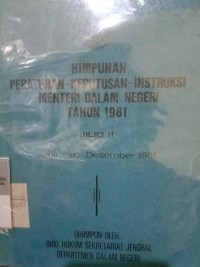 HIMPUNAN
PERATURAN-KEPUTUSAN-INSTRUKSI
MENTERI DALAM NEGERI
TAHUN 1981
JILID II
Desember 1981
DIHIMPUN OLEH
BIRO HUKUM SEKRETARIAT JENDRAL
DEPARTEMEN DALAM NEGERI